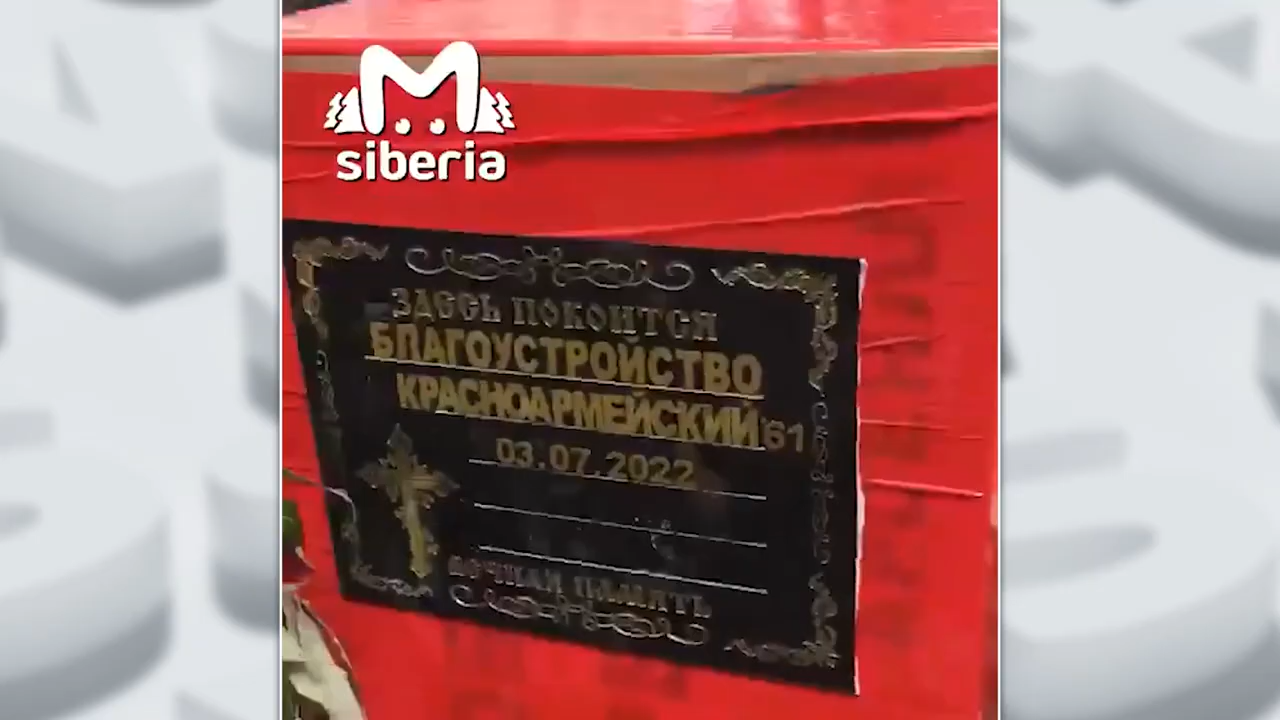 siberia
ЗДЕСЬ ПОКОИТСЯ
БЛАГОУСТРОЙСТВО
КРАСНОАРМЕЙСКИЙ 61
03.07.2022
ВЕЧНАЯ ПАМЯТЬ